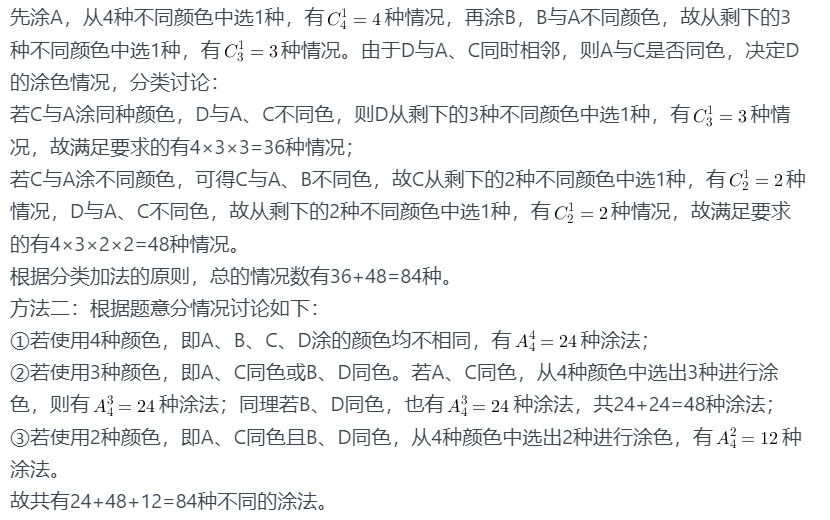 先涂A，从4种不同颜色中选1种，有 $C_4^1=4$ 种情况，再涂B，B与A不同颜色，故从剩下的3
种不同颜色中选1种，有 $C_3^1=3$ 种情况。由于D与A、C同时相邻，则A与C是否同色，决定D
的涂色情况，分类讨论：
若C与A涂同种颜色，D与A、C不同色，则D从剩下的3种不同颜色中选1种，有 $C_3^1=3$ 种情
况，故满足要求的有4×3×3=36种情况；
若C与A涂不同颜色，可得C与A、B不同色，故C从剩下的2种不同颜色中选1种，有 $C_2^1=2$ 种
情况，D与A、C不同色，故从剩下的2种不同颜色中选1种，有 $C_2^1=2$ 种情况，故满足要求
的有4×3×2×2=48种情况。
根据分类加法的原则，总的情况数有36+48=84种。
方法二：根据题意分情况讨论如下：
①若使用4种颜色，即A、B、C、D涂的颜色均不相同，有 $A_4^4=24$ 种涂法；
②若使用3种颜色，即A、C同色或B、D同色。若A、C同色，从4种颜色中选出3种进行涂
色，则有 $A_4^3=24$ 种涂法；同理若B、D同色，也有 $A_4^3=24$ 种涂法，共24+24=48种涂法；
③若使用2种颜色，即A、C同色且B、D同色，从4种颜色中选出2种进行涂色，有 $A_4^2=12$ 种
涂法。
故共有24+48+12=84种不同的涂法。